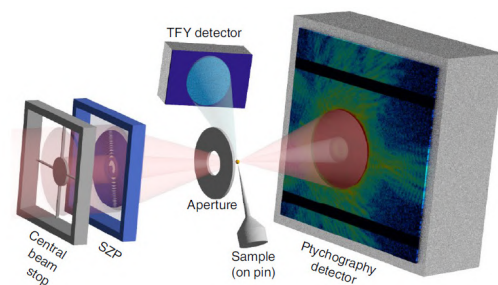 TFY detector
Aperture
SZP
Central
beam
stop
Sample
(on pin)
Ptychography
detector